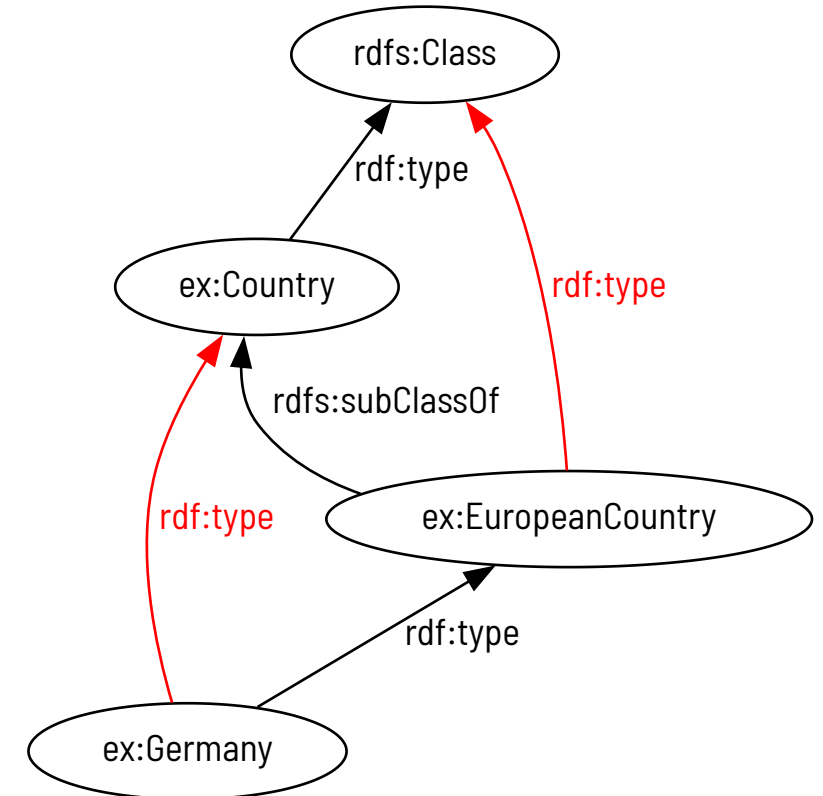 rdfs:Class
rdf:type
ex:Country
rdf:type
rdfs:subClassOf
rdf:type
ex:EuropeanCountry
rdf:type
ex:Germany